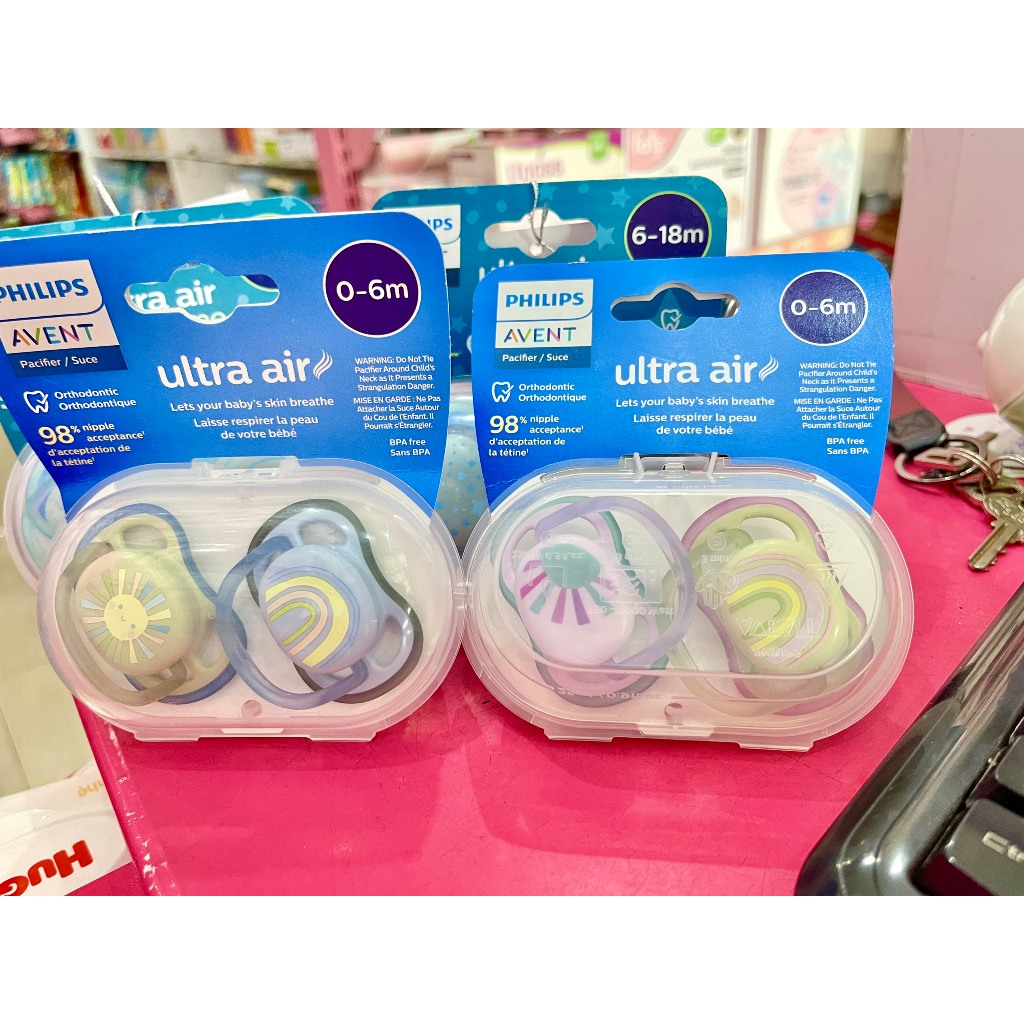 PHILIPS
AVENT
Pacifier / Suce
Orthodontic
Orthodontique
98% nipple
acceptance¹
d'acceptation de
la tétine¹
ra air
0-6m
ultra air
Lets your baby's skin breathe
Laisse respirer la peau
de votre bébé
WARNING: Do Not Tie
Pacifier Around Child's
Neck as it Presents a
Strangulation Danger.
MISE EN GARDE : Ne Pas
Attacher la Suce Autour
du Cou de l'Enfant. Il
Pourrait s'Étrangler.
BPA free
Sans BPA
IPS
6-18m
PHILIPS
AVENT
Pacifier / Suce
Orthodontic
Orthodontique
98% nipple
acceptance¹
d'acceptation de
la tétine¹
0-6m
ultra air
Lets your baby's skin breathe
Laisse respirer la peau
de votre bébé
WARNING: Do Not Tie
Pacifier Around Child's
Neck as it Presents a
Strangulation Danger.
MISE EN GARDE : Ne Pas
Attacher la Suce Autour
du Cou de l'Enfant. Il
Pourrait s'Étrangler.
BPA free
Sans BPA
Hu
Ctr